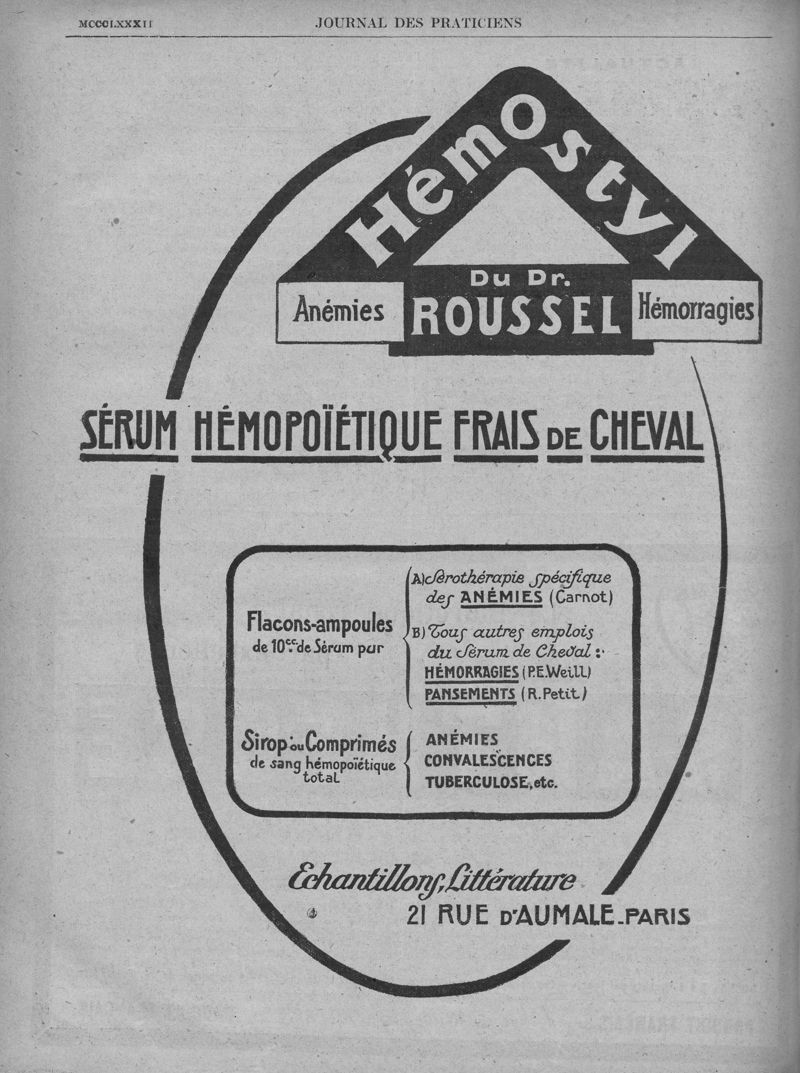 MCCCLXXXII
JOURNAL DES PRATICIENS
HémOstyl
Du Dr.
ROUSSEL
Anémies
Hémorragies
SÉRUM HÉMOPOÏÉTIQUE FRAIS DE CHEVAL
Flacons-ampoules
de 10cc. de Sérum pur
A) Sérothérapie spécifique
des ANÉMIES (Carnot)
B) Tous autres emplois
du Sérum de Cheval :
HÉMORRAGIES (P.E. Weill)
PANSEMENTS (R. Petit)
Sirop ou Comprimés
de sang hémopoïétique
total
ANÉMIES
CONVALESCENCES
TUBERCULOSE, etc.
Echantillons, Littérature
21 RUE D'AUMALE-PARIS